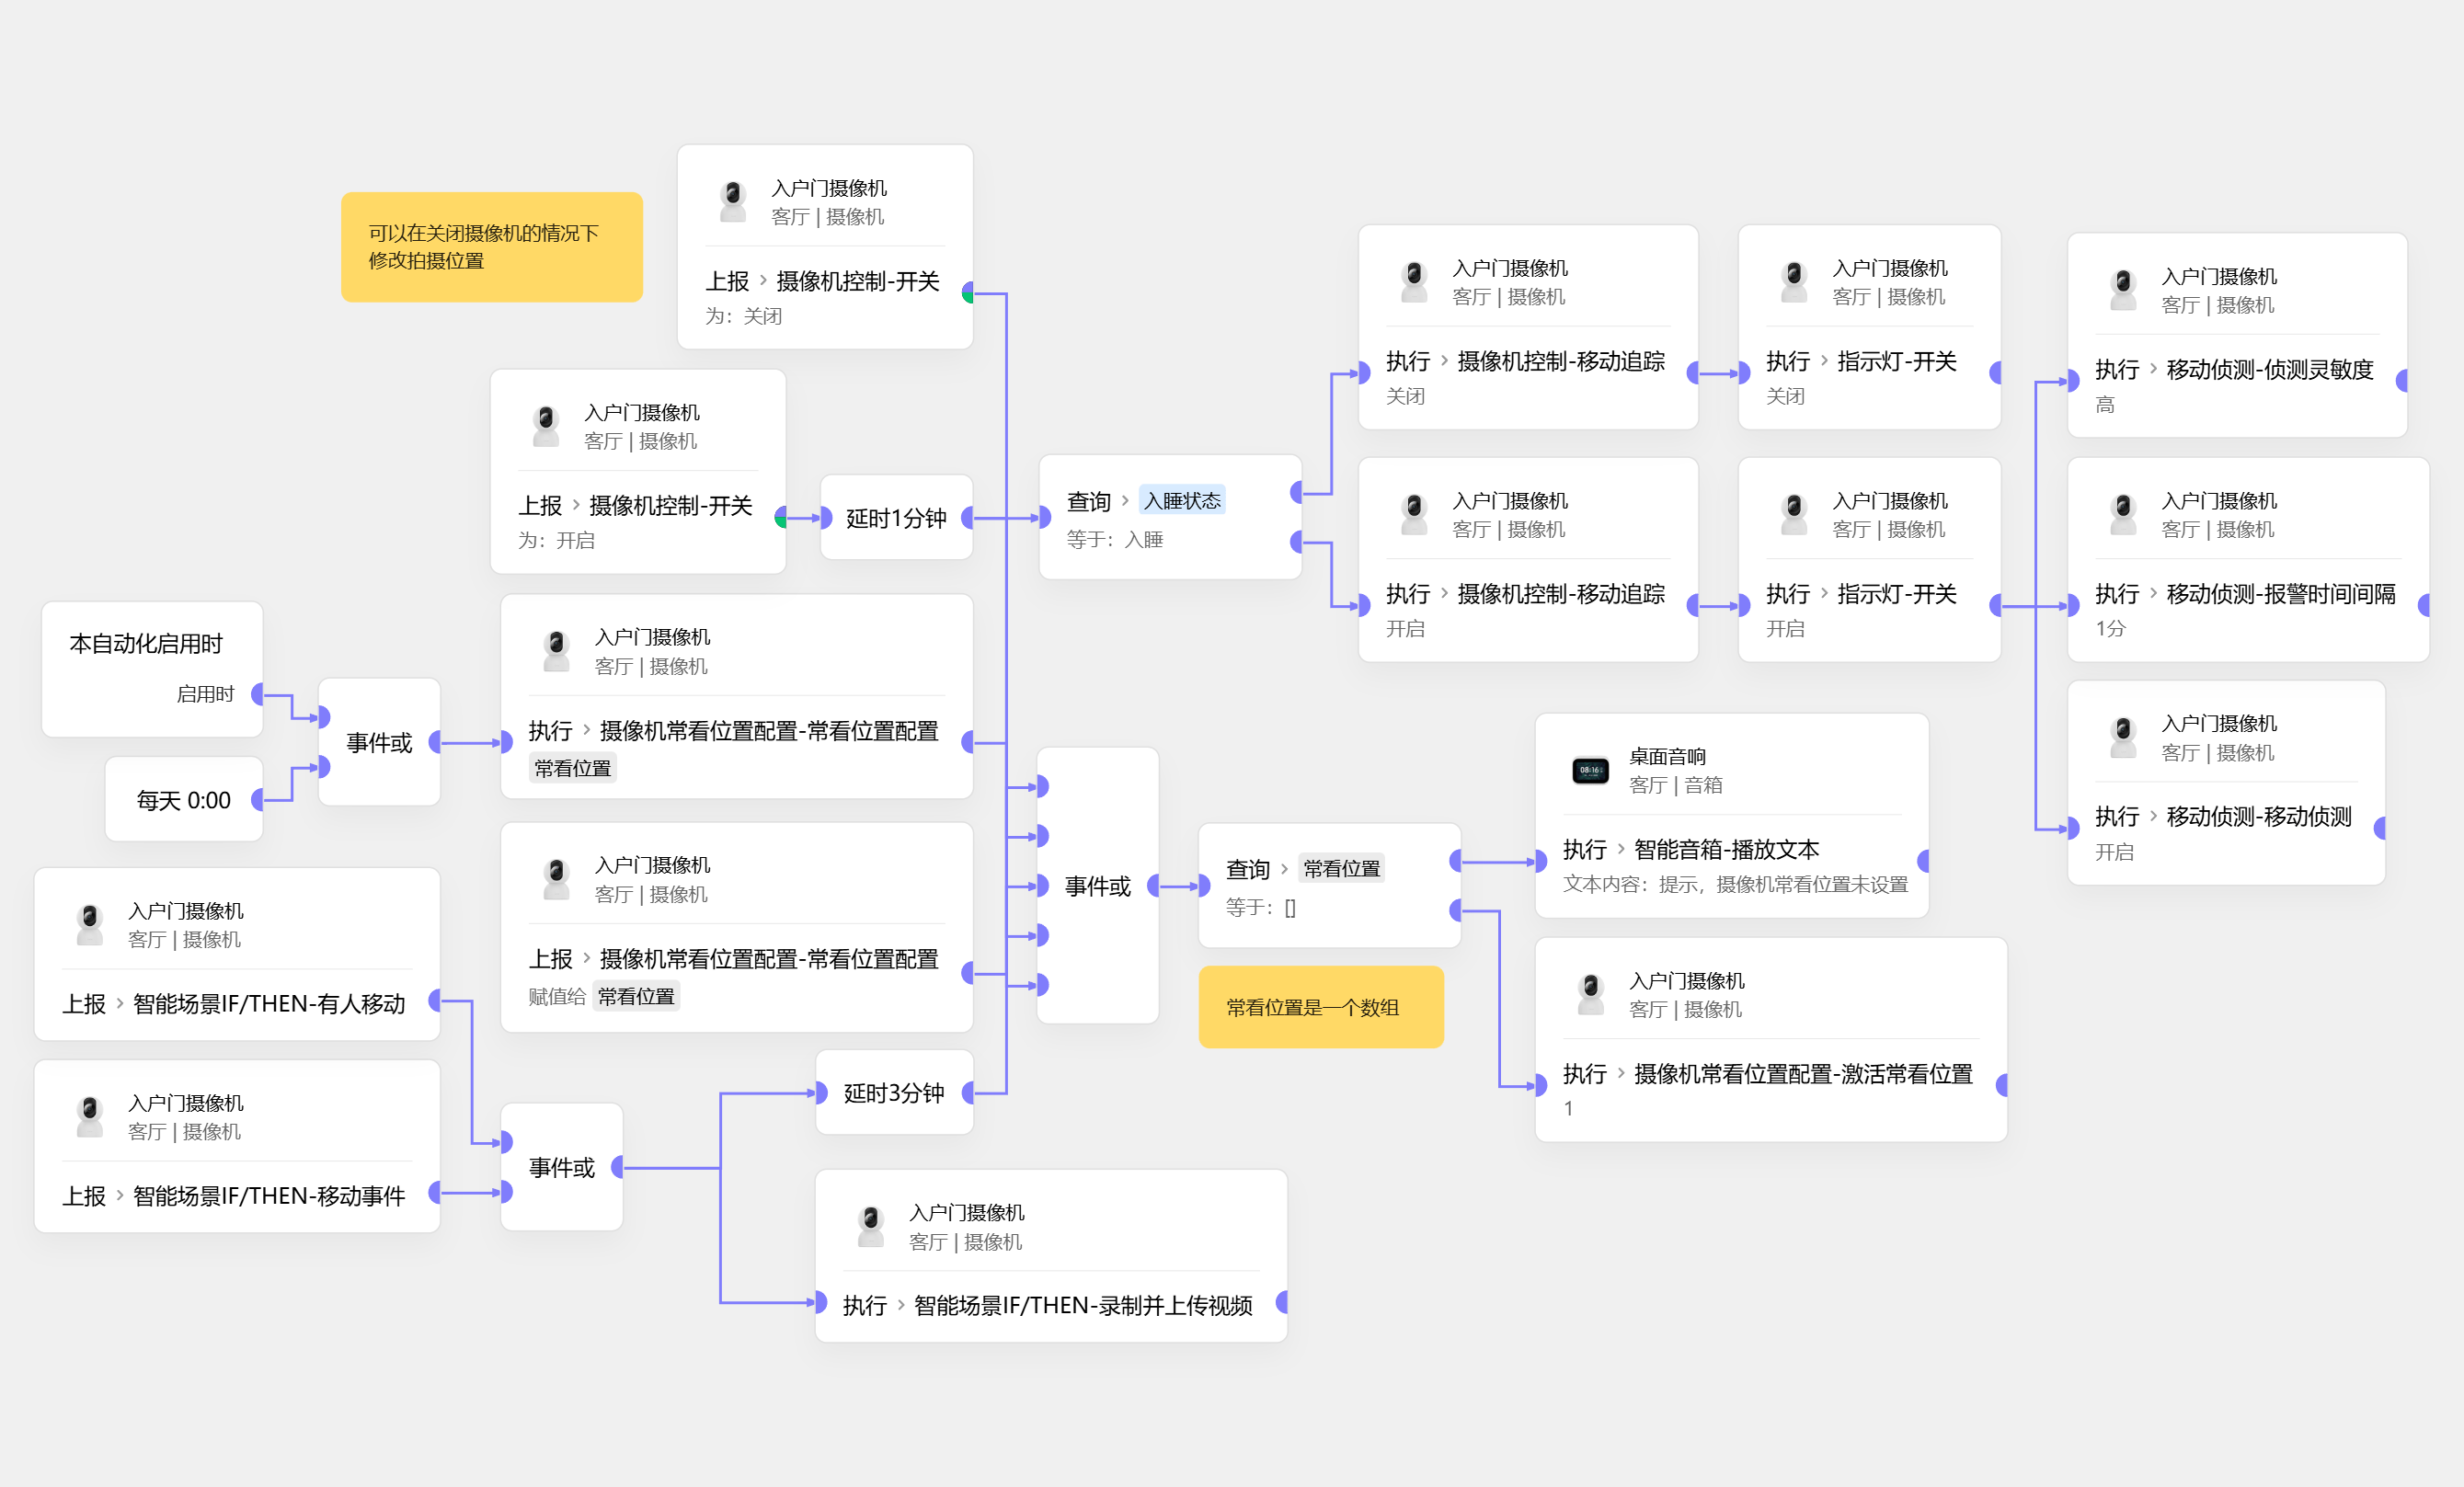 可以在关闭摄像机的情况下
修改拍摄位置
入户门摄像机
客厅 | 摄像机
上报 › 摄像机控制-开关
为：关闭
入户门摄像机
客厅 | 摄像机
上报 › 摄像机控制-开关
为：开启
延时1分钟
查询 › 入睡状态
等于：入睡
入户门摄像机
客厅 | 摄像机
执行 › 摄像机控制-移动追踪
关闭
入户门摄像机
客厅 | 摄像机
执行 › 指示灯-开关
关闭
入户门摄像机
客厅 | 摄像机
执行 › 移动侦测-侦测灵敏度
高
入户门摄像机
客厅 | 摄像机
执行 › 摄像机控制-移动追踪
开启
入户门摄像机
客厅 | 摄像机
执行 › 指示灯-开关
开启
入户门摄像机
客厅 | 摄像机
执行 › 移动侦测-报警时间间隔
1分
入户门摄像机
客厅 | 摄像机
执行 › 移动侦测-移动侦测
开启
本自动化启用时
启用时
每天 0:00
事件或
入户门摄像机
客厅 | 摄像机
执行 › 摄像机常看位置配置-常看位置配置
常看位置
入户门摄像机
客厅 | 摄像机
上报 › 摄像机常看位置配置-常看位置配置
赋值给 常看位置
事件或
查询 › 常看位置
等于：[]
常看位置是一个数组
08:16
桌面音响
客厅 | 音箱
执行 › 智能音箱-播放文本
文本内容：提示，摄像机常看位置未设置
入户门摄像机
客厅 | 摄像机
执行 › 摄像机常看位置配置-激活常看位置
1
入户门摄像机
客厅 | 摄像机
上报 › 智能场景IF/THEN-有人移动
入户门摄像机
客厅 | 摄像机
上报 › 智能场景IF/THEN-移动事件
事件或
延时3分钟
入户门摄像机
客厅 | 摄像机
执行 › 智能场景IF/THEN-录制并上传视频